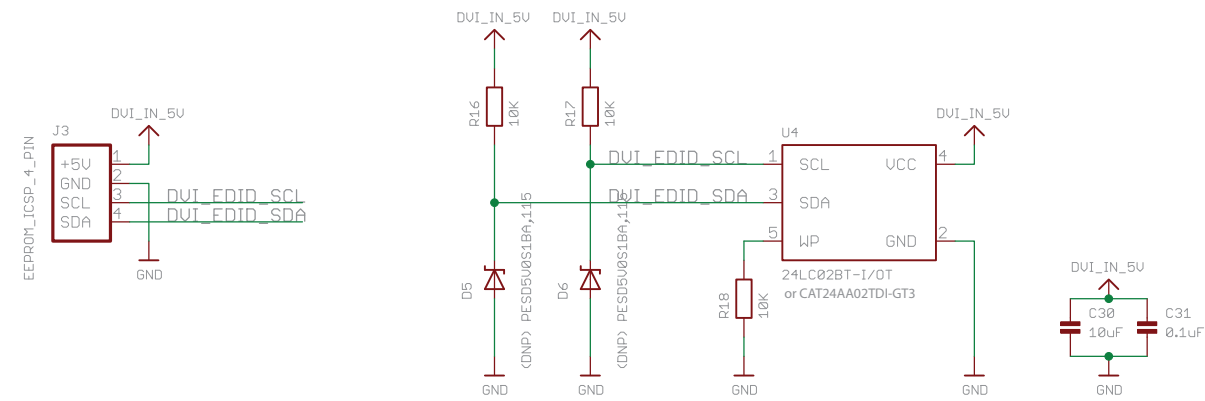 DVI_IN_5V
J3
EEPROM_ICSP_4_PIN
+5V 1
GND 2
SCL 3 DVI_EDID_SCL
SDA 4 DVI_EDID_SDA
GND
DVI_IN_5V DVI_IN_5V
R16 10K
R17 10K
DVI_EDID_SCL
DVI_EDID_SDA
D5
(DNP) PESD5V0S1BA,115
D6
(DNP) PESD5V0S1BA,115
GND GND
U4
DVI_IN_5V
1 SCL VCC 4
3 SDA
5 WP GND 2
24LC02BT-I/OT
or CAT24AA02TDI-GT3
R18 10K
GND GND
DVI_IN_5V
C30 C31
10uF 0.1uF
GND